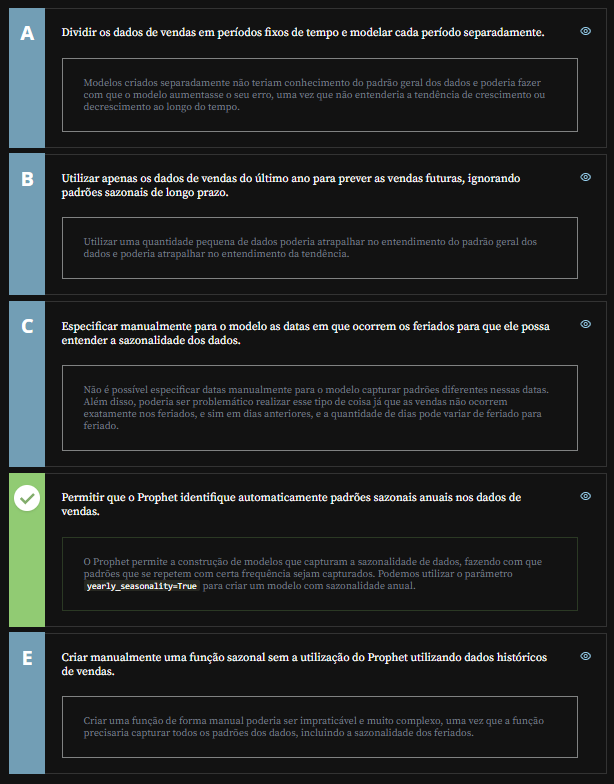 A
Dividir os dados de vendas em períodos fixos de tempo e modelar cada período separadamente.
Modelos criados separadamente não teriam conhecimento do padrão geral dos dados e poderia fazer
com que o modelo aumentasse o seu erro, uma vez que não entenderia a tendência de crescimento ou
decrescimento ao longo do tempo.
B
Utilizar apenas os dados de vendas do último ano para prever as vendas futuras, ignorando
padrões sazonais de longo prazo.
Utilizar uma quantidade pequena de dados poderia atrapalhar no entendimento do padrão geral dos
dados e poderia atrapalhar no entendimento da tendência.
C
Especificar manualmente para o modelo as datas em que ocorrem os feriados para que ele possa
entender a sazonalidade dos dados.
Não é possível especificar datas manualmente para o modelo capturar padrões diferentes nessas datas.
Além disso, poderia ser problemático realizar esse tipo de coisa já que as vendas não ocorrem
exatamente nos feriados, e sim em dias anteriores, e a quantidade de dias pode variar de feriado para
feriado.
Permitir que o Prophet identifique automaticamente padrões sazonais anuais nos dados de
vendas.
O Prophet permite a construção de modelos que capturam a sazonalidade de dados, fazendo com que
padrões que se repetem com certa frequência sejam capturados. Podemos utilizar o parâmetro
yearly_seasonality=True para criar um modelo com sazonalidade anual.
E
Criar manualmente uma função sazonal sem a utilização do Prophet utilizando dados históricos
de vendas.
Criar uma função de forma manual poderia ser impraticável e muito complexo, uma vez que a função
precisaria capturar todos os padrões dos dados, incluindo a sazonalidade dos feriados.